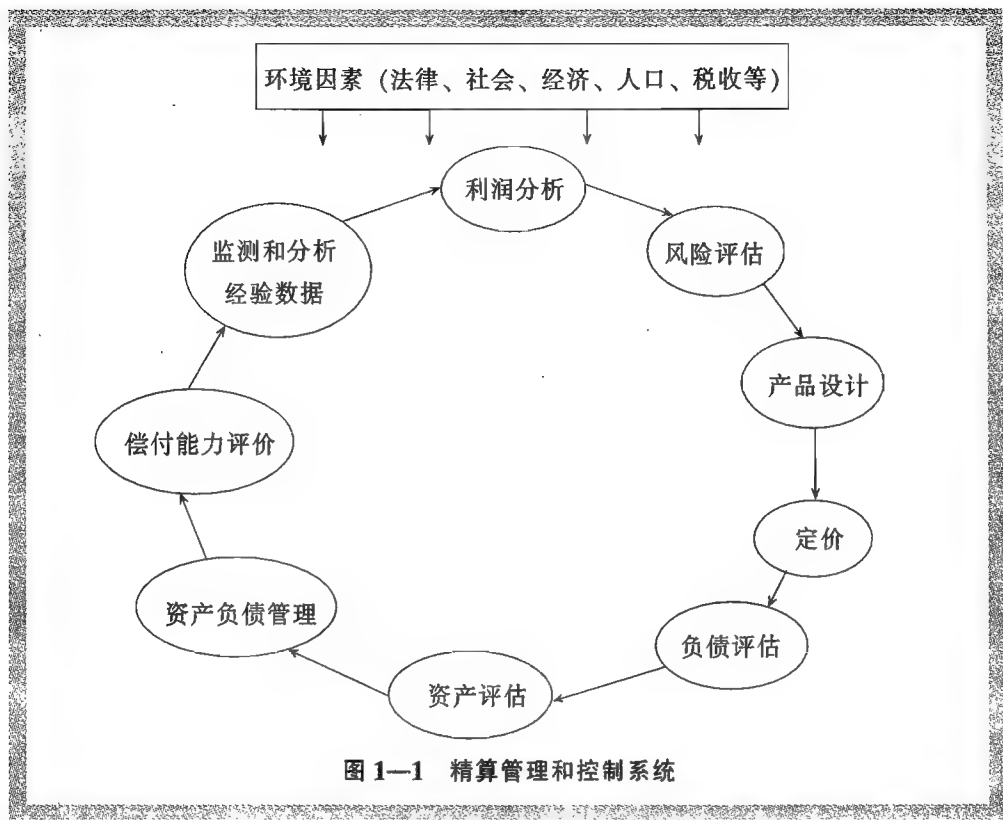 环境因素（法律、社会、经济、人口、税收等）
利润分析
风险评估
产品设计
定价
负债评估
资产评估
资产负债管理
偿付能力评价
监测和分析
经验数据
图1—1 精算管理和控制系统